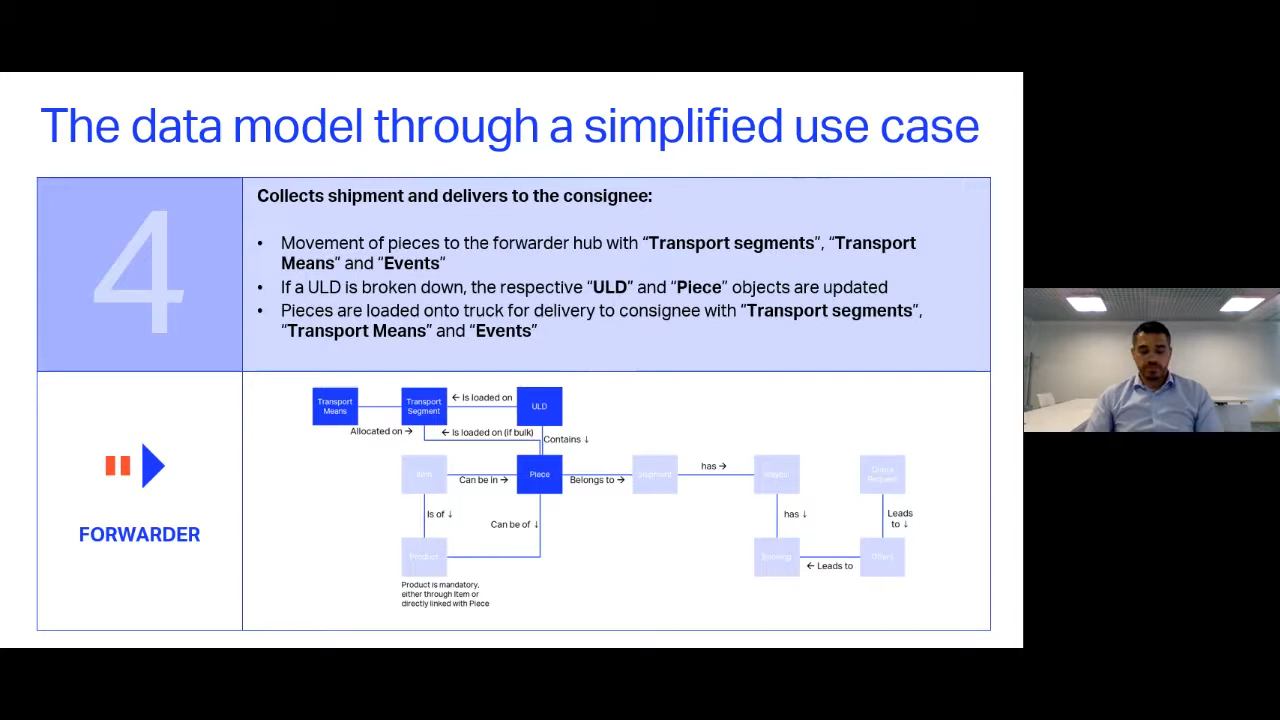 The data model through a simplified use case
4
Collects shipment and delivers to the consignee:
• Movement of pieces to the forwarder hub with “Transport segments”, “Transport
Means” and “Events”
• If a ULD is broken down, the respective “ULD” and “Piece” objects are updated
• Pieces are loaded onto truck for delivery to consignee with “Transport segments”,
“Transport Means” and “Events”
FORWARDER
Transport
Means
Transport
Segment
← Is loaded on
ULD
Allocated on →
← Is loaded on (if bulk)
Contains ↓
Item
Can be in →
Piece
Belongs to →
Shipment
has →
Waybill
Quote
Request
Is of ↓
Can be of ↓
has ↓
Leads
to ↓
Product
Booking
← Leads to
Offers
Product is mandatory,
either through Item or
directly linked with Piece